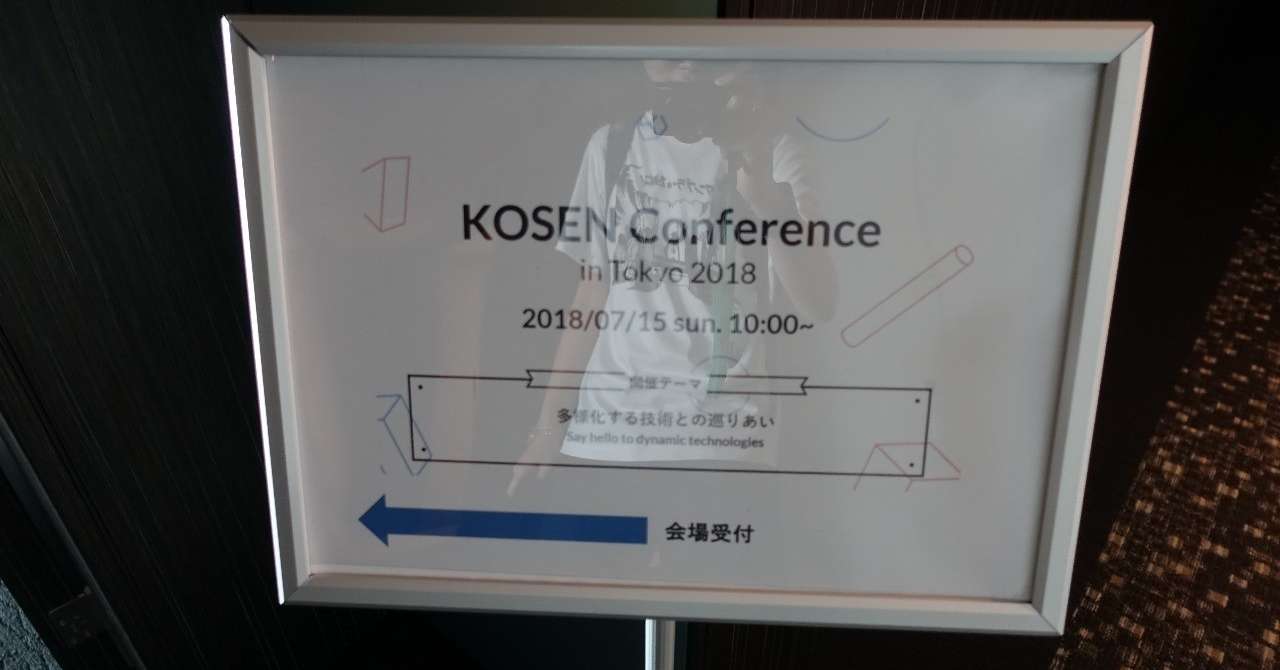 KOSEN Conference
in Tokyo 2018
2018/07/15 sun. 10:00~
開催テーマ
多様化する技術との巡りあい
Say hello to dynamic technologies
会場受付